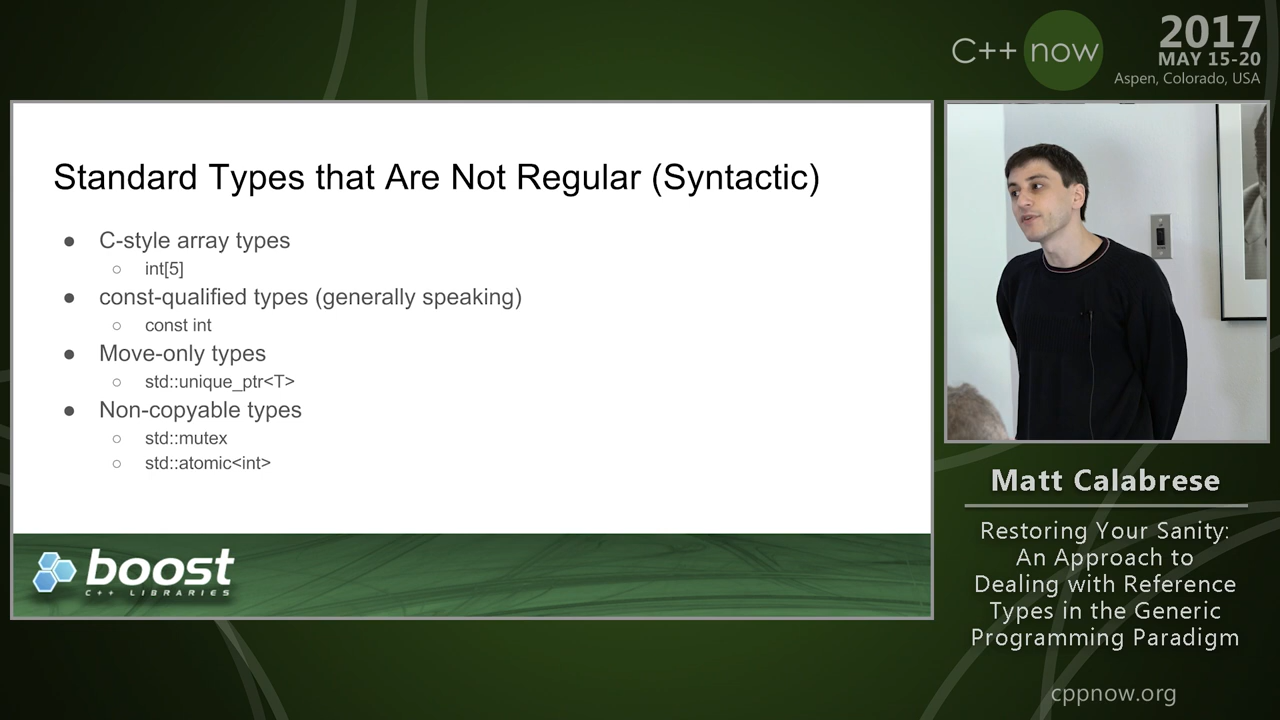 C++ now
2017
MAY 15-20
Aspen, Colorado, USA
Standard Types that Are Not Regular (Syntactic)
● C-style array types
○ int[5]
● const-qualified types (generally speaking)
○ const int
● Move-only types
○ std::unique_ptr<T>
● Non-copyable types
○ std::mutex
○ std::atomic<int>
boost
C++ LIBRARIES
Matt Calabrese
Restoring Your Sanity:
An Approach to
Dealing with Reference
Types in the Generic
Programming Paradigm
cppnow.org